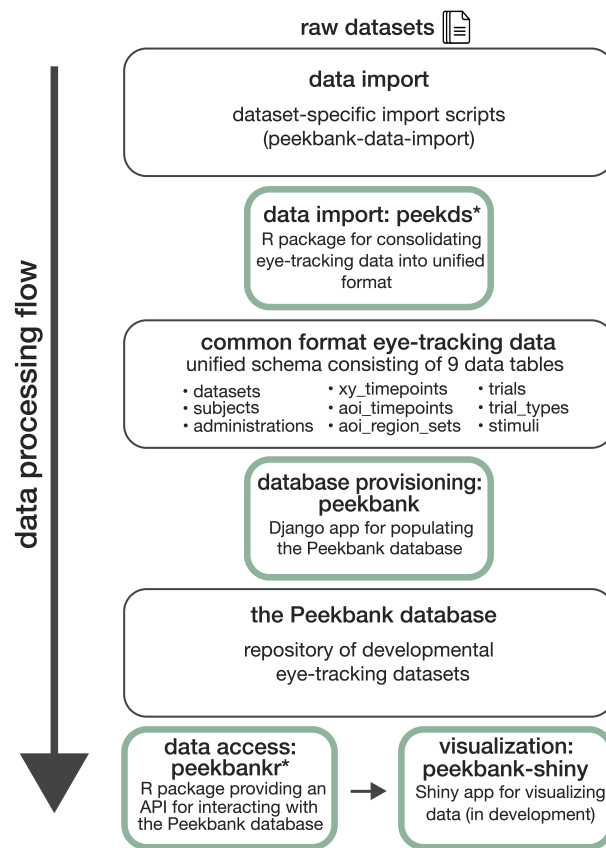 raw datasets
data import
dataset-specific import scripts
(peekbank-data-import)
data import: peekds*
R package for consolidating
eye-tracking data into unified
format
common format eye-tracking data
unified schema consisting of 9 data tables
• datasets
• subjects
• administrations
• xy_timepoints
• aoi_timepoints
• aoi_region_sets
• trials
• trial_types
• stimuli
database provisioning:
peekbank
Django app for populating
the Peekbank database
the Peekbank database
repository of developmental
eye-tracking datasets
data access:
peekbankr*
R package providing an
API for interacting with
the Peekbank database
visualization:
peekbank-shiny
Shiny app for visualizing
data (in development)
data processing flow